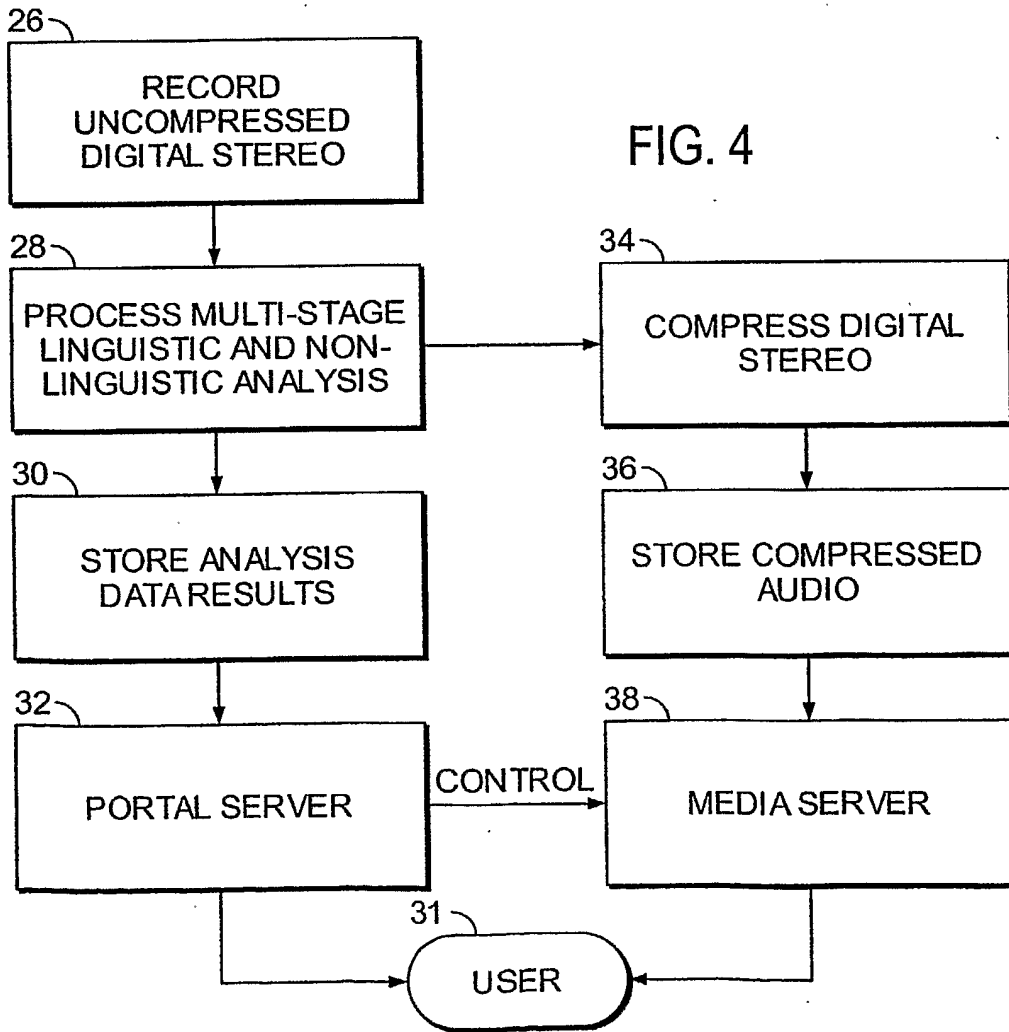 26
RECORD
UNCOMPRESSED
DIGITAL STEREO
FIG. 4
28
PROCESS MULTI-STAGE
LINGUISTIC AND NON-
LINGUISTIC ANALYSIS
34
COMPRESS DIGITAL
STEREO
30
STORE ANALYSIS
DATA RESULTS
36
STORE COMPRESSED
AUDIO
32
PORTAL SERVER
CONTROL
38
MEDIA SERVER
31
USER